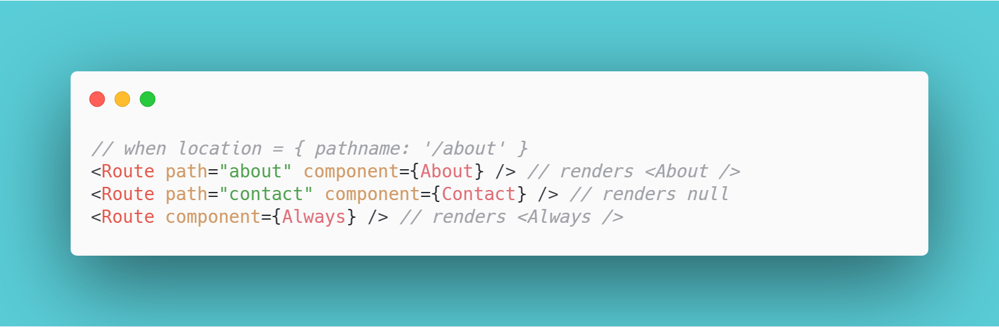 // when location = { pathname: '/about' }
<Route path="about" component={About} /> // renders <About />
<Route path="contact" component={Contact} /> // renders null
<Route component={Always} /> // renders <Always />